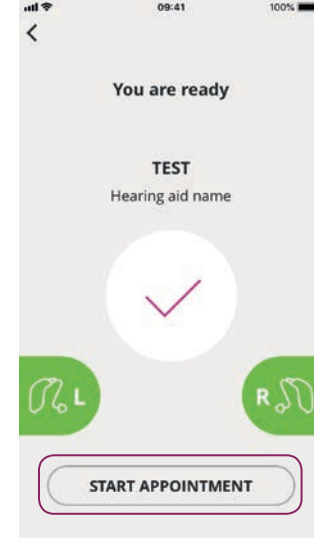 09:41
100%
You are ready
TEST
Hearing aid name
L
R
START APPOINTMENT